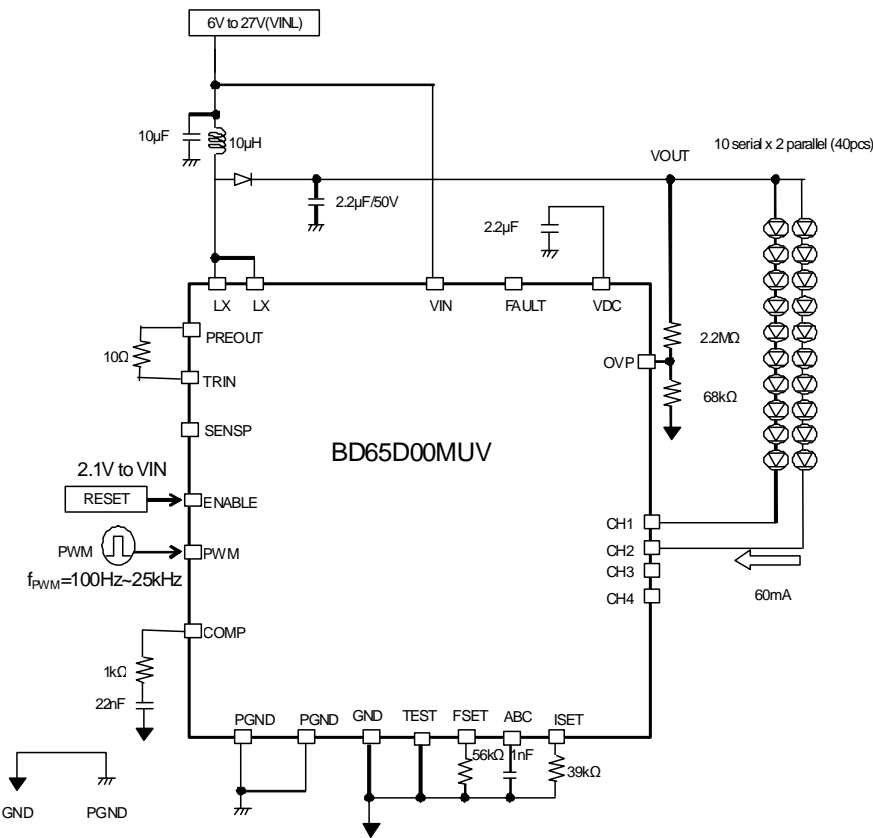 6V to 27V(VINL)
10µF
10µH
10 serial x 2 parallel (40pcs)
VOUT
2.2µF/50V
2.2µF
LX
LX
VIN
FAULT
VDC
PREOUT
10Ω
TRIN
2.2MΩ
OVP
68kΩ
SENSP
BD65D00MUV
2.1V to VIN
RESET
ENABLE
PWM
PWM
fPWM=100Hz~25kHz
CH1
CH2
CH3
CH4
60mA
COMP
1kΩ
22nF
PGND
PGND
GND
TEST
FSET
ABC
ISET
56kΩ
1nF
39kΩ
GND
PGND